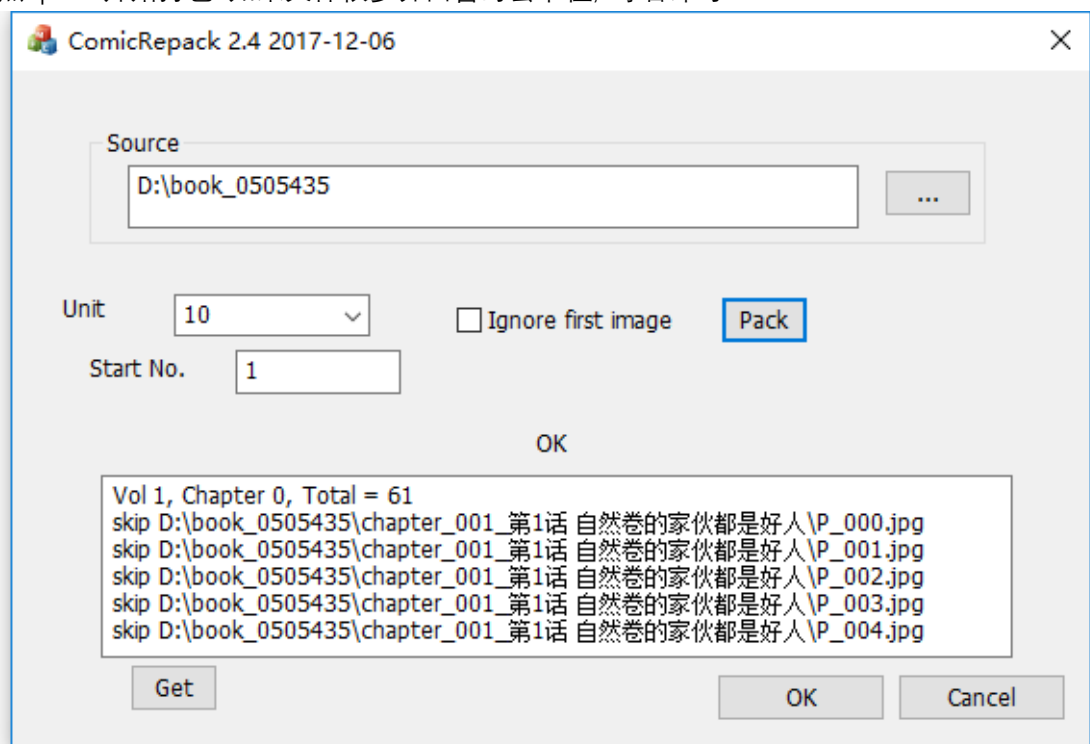 ComicRepack 2.4 2017-12-06
Source
D:\book_0505435
...
Unit
10
Ignore first image
Pack
Start No.
1
OK
Vol 1, Chapter 0, Total = 61
skip D:\book_0505435\chapter_001_第1话 自然卷的家伙都是好人\P_000.jpg
skip D:\book_0505435\chapter_001_第1话 自然卷的家伙都是好人\P_001.jpg
skip D:\book_0505435\chapter_001_第1话 自然卷的家伙都是好人\P_002.jpg
skip D:\book_0505435\chapter_001_第1话 自然卷的家伙都是好人\P_003.jpg
skip D:\book_0505435\chapter_001_第1话 自然卷的家伙都是好人\P_004.jpg
Get
OK
Cancel